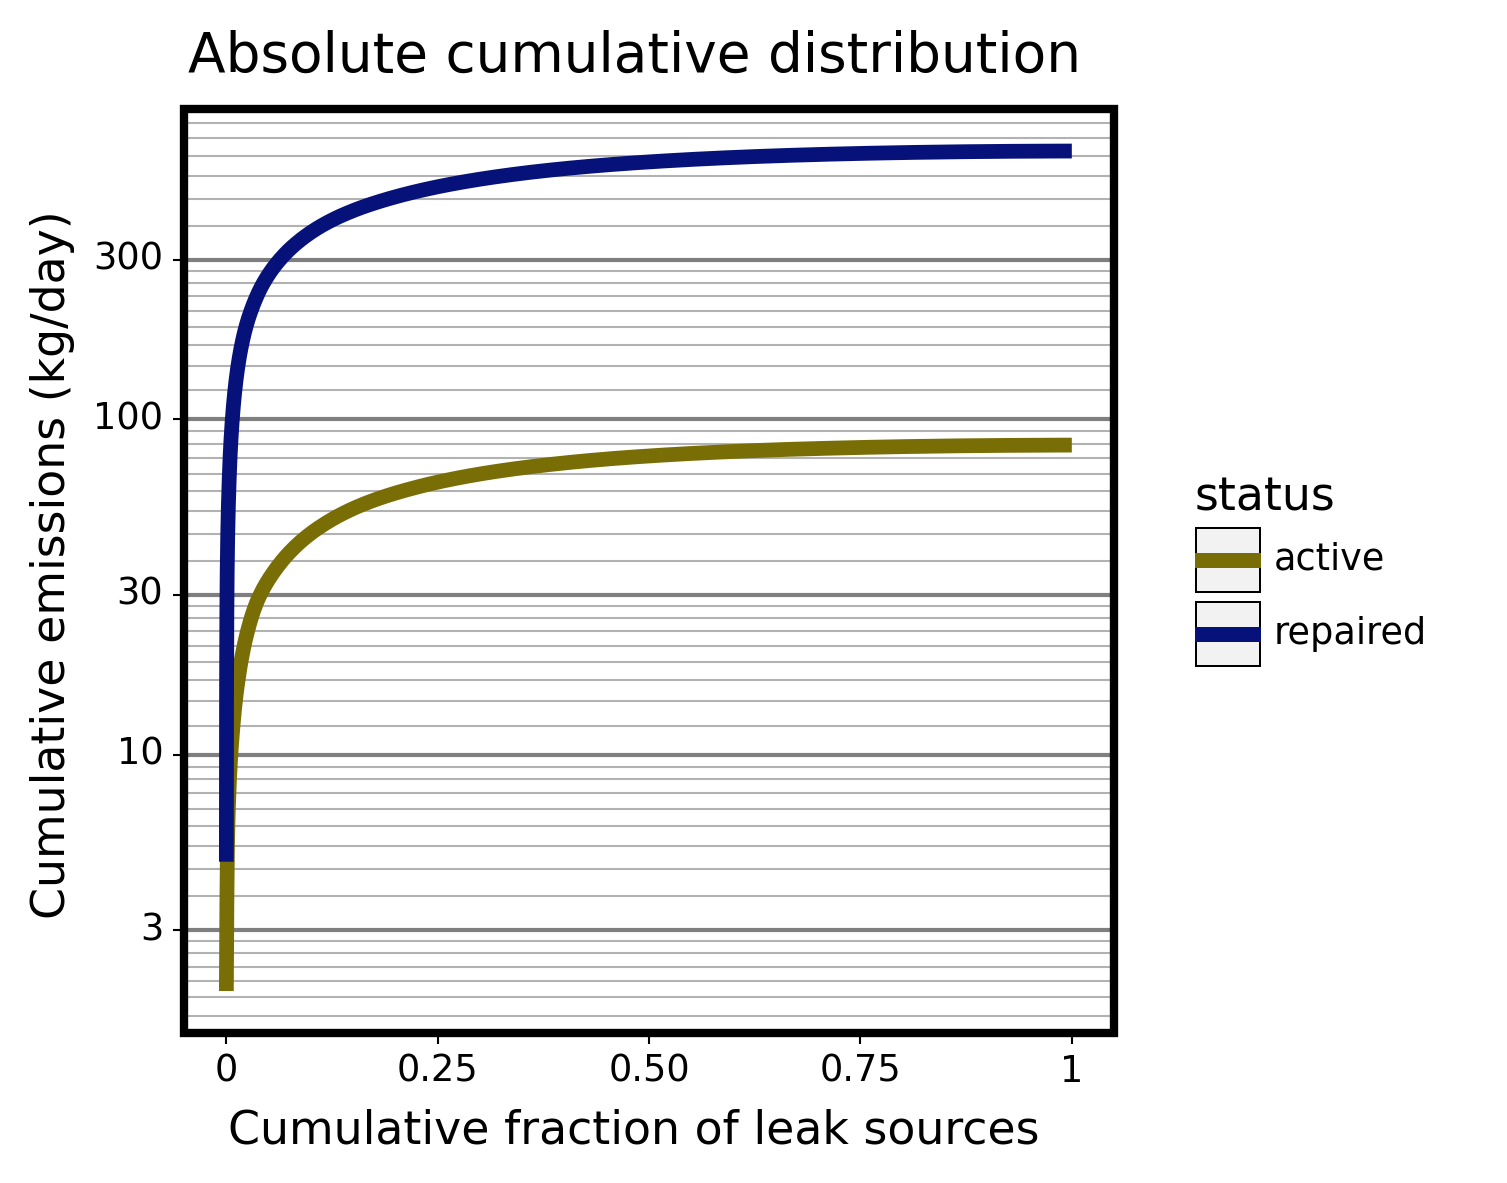 Absolute cumulative distribution
Cumulative emissions (kg/day)
300
100
30
10
3
0 0.25 0.50 0.75 1
Cumulative fraction of leak sources
status
active
repaired